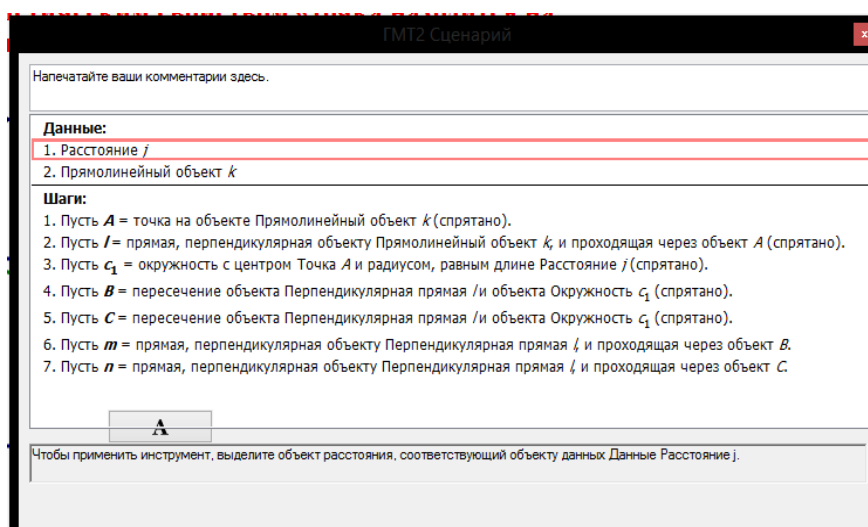 ГМТ2 Сценарий
x
Напечатайте ваши комментарии здесь.
Данные:
1. Расстояние j
2. Прямолинейный объект k
Шаги:
1. Пусть A = точка на объекте Прямолинейный объект k (спрятано).
2. Пусть l = прямая, перпендикулярная объекту Прямолинейный объект k, и проходящая через объект A (спрятано).
3. Пусть c₁ = окружность с центром Точка A и радиусом, равным длине Расстояние j (спрятано).
4. Пусть B = пересечение объекта Перпендикулярная прямая l и объекта Окружность c₁ (спрятано).
5. Пусть C = пересечение объекта Перпендикулярная прямая l и объекта Окружность c₁ (спрятано).
6. Пусть m = прямая, перпендикулярная объекту Перпендикулярная прямая l, и проходящая через объект B.
7. Пусть n = прямая, перпендикулярная объекту Перпендикулярная прямая l, и проходящая через объект C.
A
Чтобы применить инструмент, выделите объект расстояния, соответствующий объекту данных Данные Расстояние j.